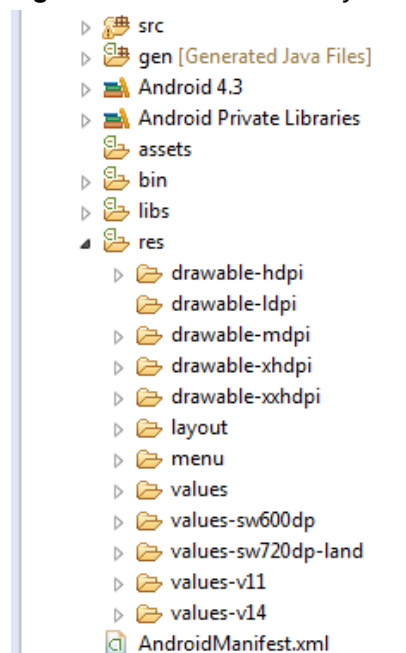 src
gen [Generated Java Files]
Android 4.3
Android Private Libraries
assets
bin
libs
res
drawable-hdpi
drawable-ldpi
drawable-mdpi
drawable-xhdpi
drawable-xxhdpi
layout
menu
values
values-sw600dp
values-sw720dp-land
values-v11
values-v14
AndroidManifest.xml